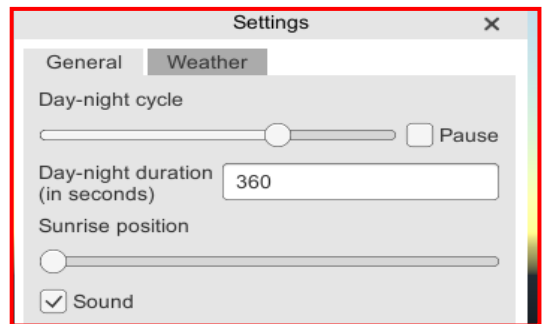 Settings
General Weather
Day-night cycle
Pause
Day-night duration
(in seconds)
360
Sunrise position
Sound